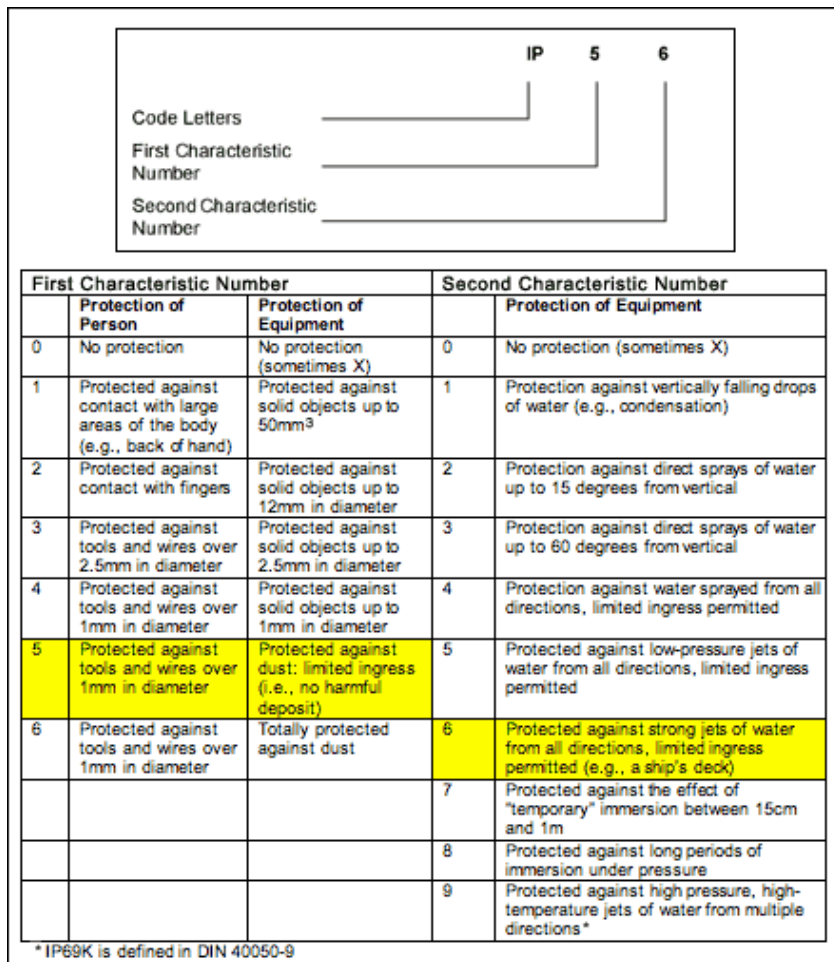 IP 5 6
Code Letters
First Characteristic
Number
Second Characteristic
Number
First Characteristic Number Second Characteristic Number
Protection of Person Protection of Equipment Protection of Equipment
0 No protection No protection (sometimes X) 0 No protection (sometimes X)
1 Protected against contact with large areas of the body (e.g., back of hand) Protected against solid objects up to 50mm3 1 Protection against vertically falling drops of water (e.g., condensation)
2 Protected against contact with fingers Protected against solid objects up to 12mm in diameter 2 Protection against direct sprays of water up to 15 degrees from vertical
3 Protected against tools and wires over 2.5mm in diameter Protected against solid objects up to 2.5mm in diameter 3 Protection against direct sprays of water up to 60 degrees from vertical
4 Protected against tools and wires over 1mm in diameter Protected against solid objects up to 1mm in diameter 4 Protection against water sprayed from all directions, limited ingress permitted
5 Protected against tools and wires over 1mm in diameter Protected against dust: limited ingress (i.e., no harmful deposit) 5 Protected against low-pressure jets of water from all directions, limited ingress permitted
6 Protected against tools and wires over 1mm in diameter Totally protected against dust 6 Protected against strong jets of water from all directions, limited ingress permitted (e.g., a ship's deck)
7 Protected against the effect of "temporary" immersion between 15cm and 1m
8 Protected against long periods of immersion under pressure
9 Protected against high pressure, high-temperature jets of water from multiple directions*
* IP69K is defined in DIN 40050-9